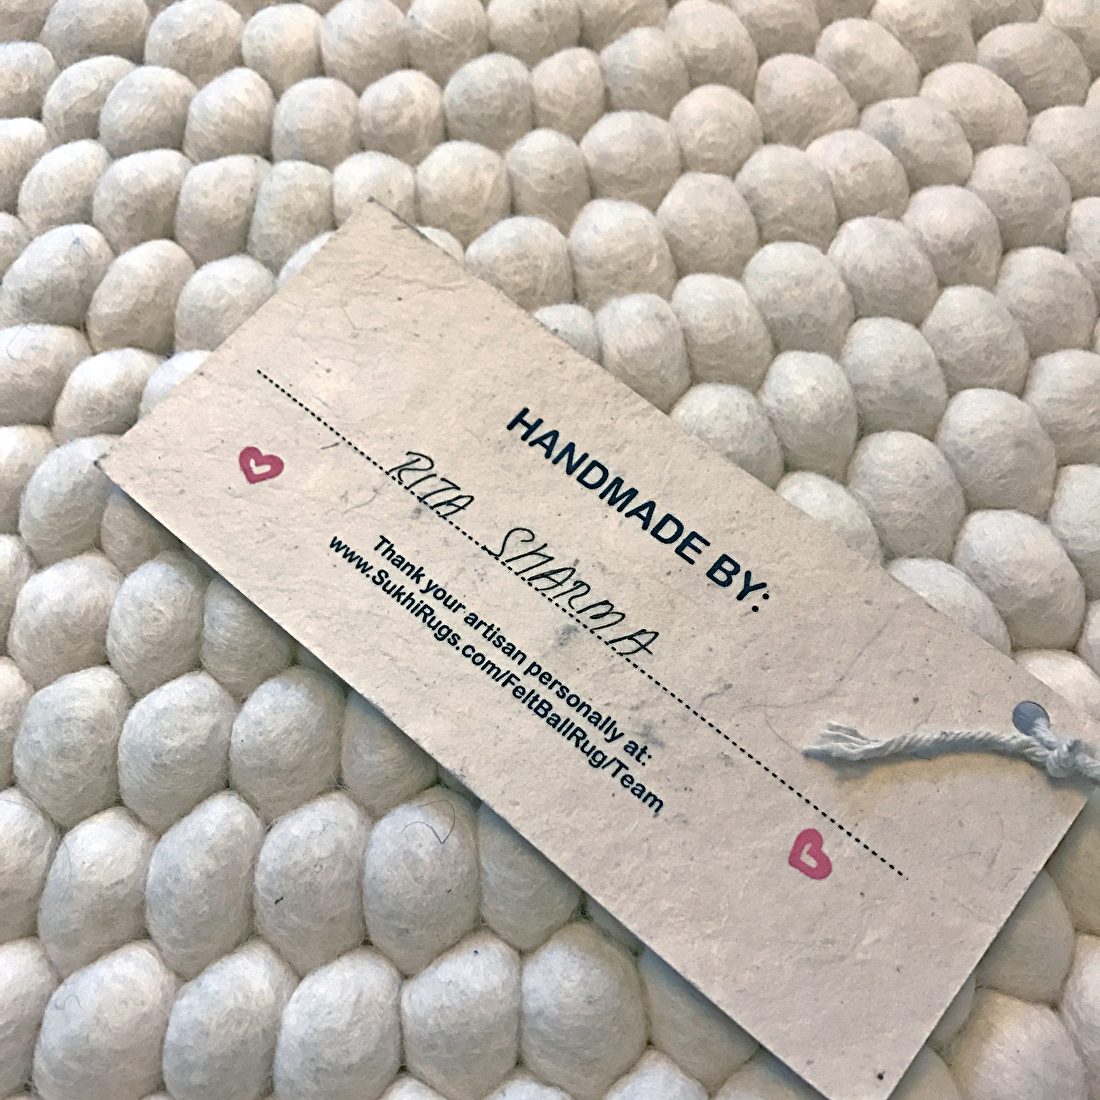 HANDMADE BY:
RITA SHARMA
Thank your artisan personally at:
www.SukhiRugs.com/FeltBallRug/Team